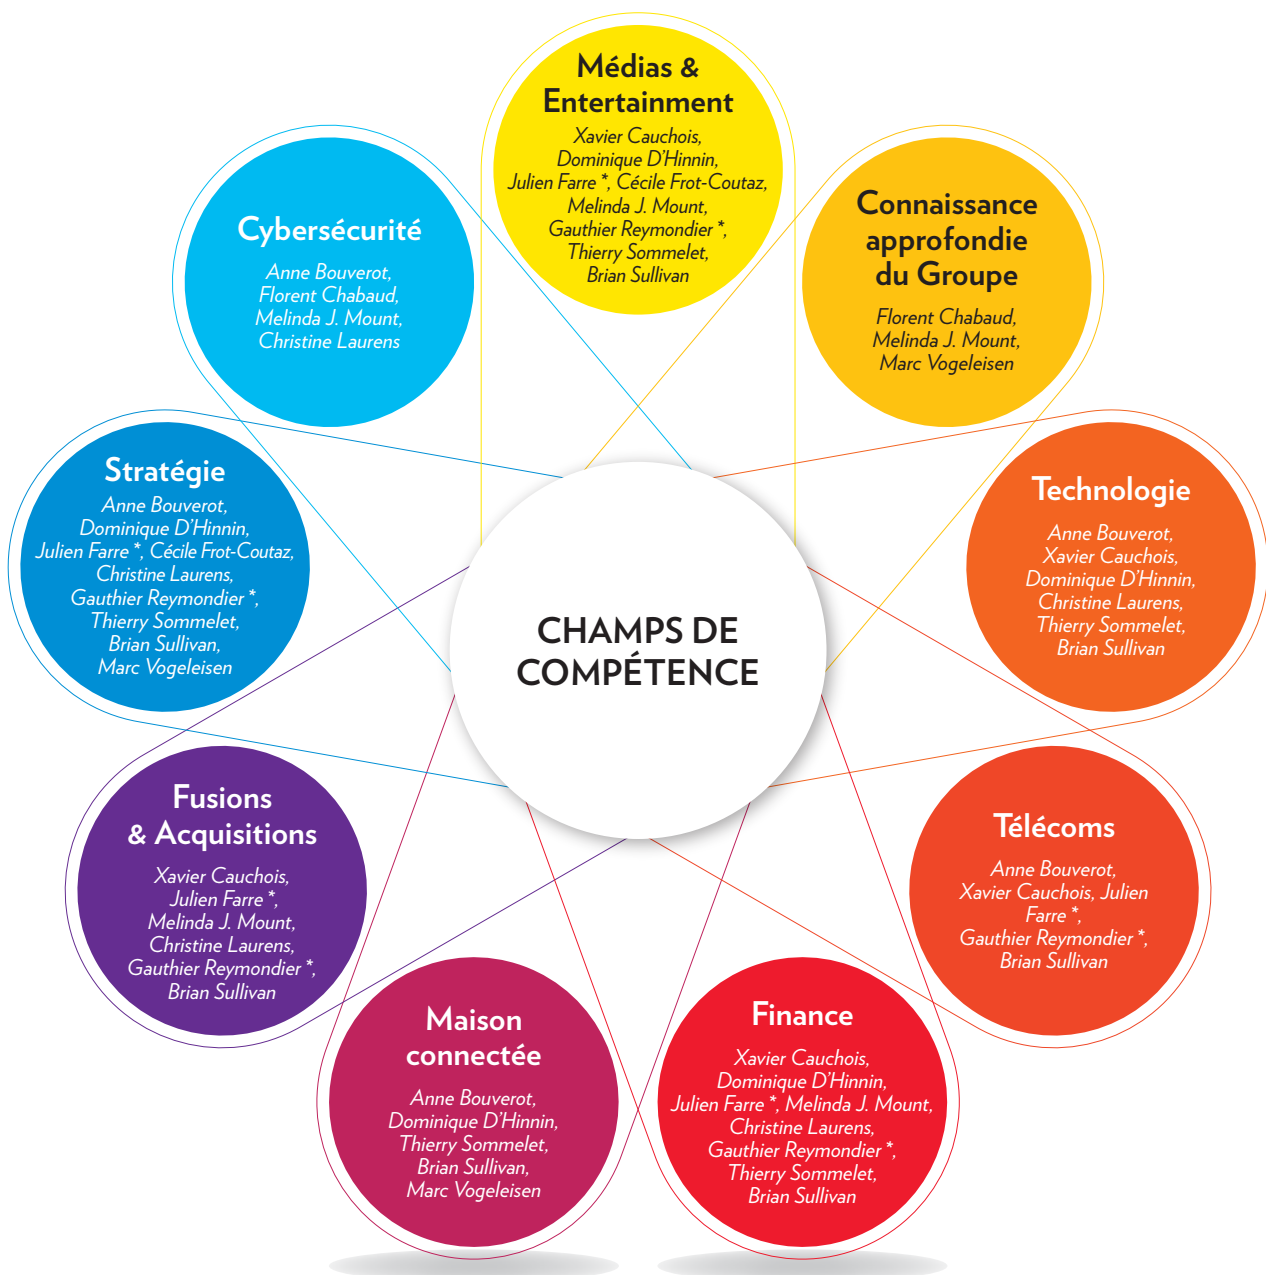 Médias &
Entertainment
Xavier Cauchois,
Dominique D'Hinnin,
Julien Farre *, Cécile Frot-Coutaz,
Melinda J. Mount,
Gauthier Reymondier *,
Thierry Sommelet,
Brian Sullivan
Connaissance
approfondie
du Groupe
Florent Chabaud,
Melinda J. Mount,
Marc Vogeleisen
Technologie
Anne Bouverot,
Xavier Cauchois,
Dominique D'Hinnin,
Christine Laurens,
Thierry Sommelet,
Brian Sullivan
Télécoms
Anne Bouverot,
Xavier Cauchois, Julien
Farre *,
Gauthier Reymondier *,
Brian Sullivan
Finance
Xavier Cauchois,
Dominique D'Hinnin,
Julien Farre *, Melinda J. Mount,
Christine Laurens,
Gauthier Reymondier *,
Thierry Sommelet,
Brian Sullivan
Maison
connectée
Anne Bouverot,
Dominique D'Hinnin,
Thierry Sommelet,
Brian Sullivan,
Marc Vogeleisen
Fusions
& Acquisitions
Xavier Cauchois,
Julien Farre *,
Melinda J. Mount,
Christine Laurens,
Gauthier Reymondier *,
Brian Sullivan
Stratégie
Anne Bouverot,
Dominique D'Hinnin,
Julien Farre *, Cécile Frot-Coutaz,
Christine Laurens,
Gauthier Reymondier *,
Thierry Sommelet,
Brian Sullivan,
Marc Vogeleisen
Cybersécurité
Anne Bouverot,
Florent Chabaud,
Melinda J. Mount,
Christine Laurens
CHAMPS DE
COMPÉTENCE